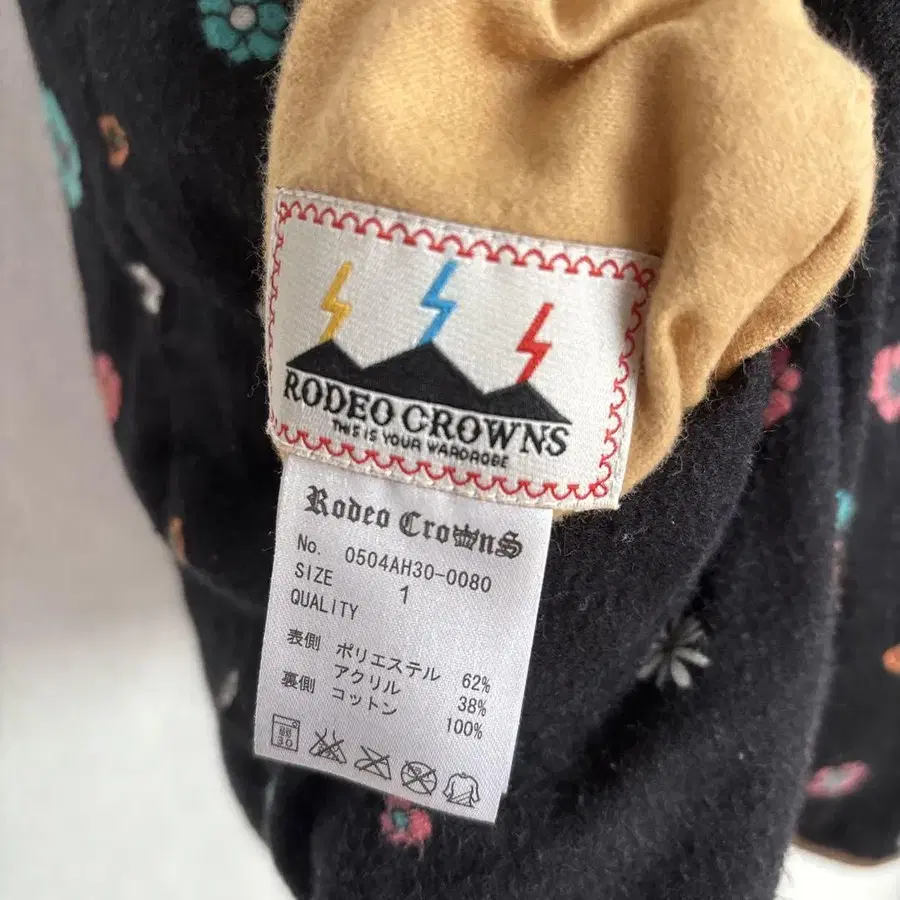 RODEO CROWNS
THIS IS YOUR WARDROBE
Rodeo Crowns
No. 0504AH30-0080
SIZE 1
QUALITY
表側 ポリエステル 62%
アクリル 38%
裏側 コットン 100%
30